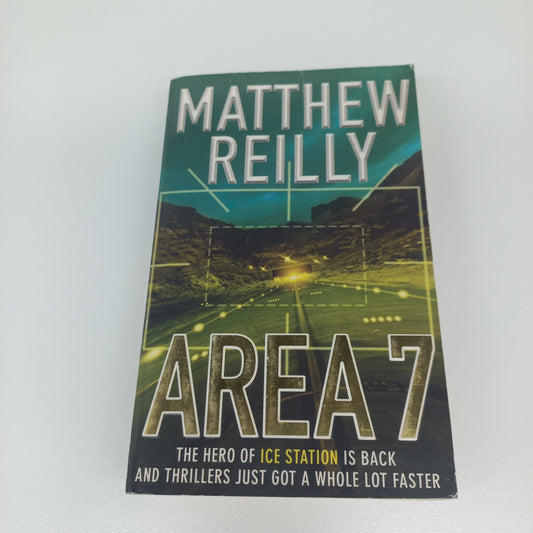 MATTHEW
REILLY
AREA 7
THE HERO OF ICE STATION IS BACK
AND THRILLERS JUST GOT A WHOLE LOT FASTER